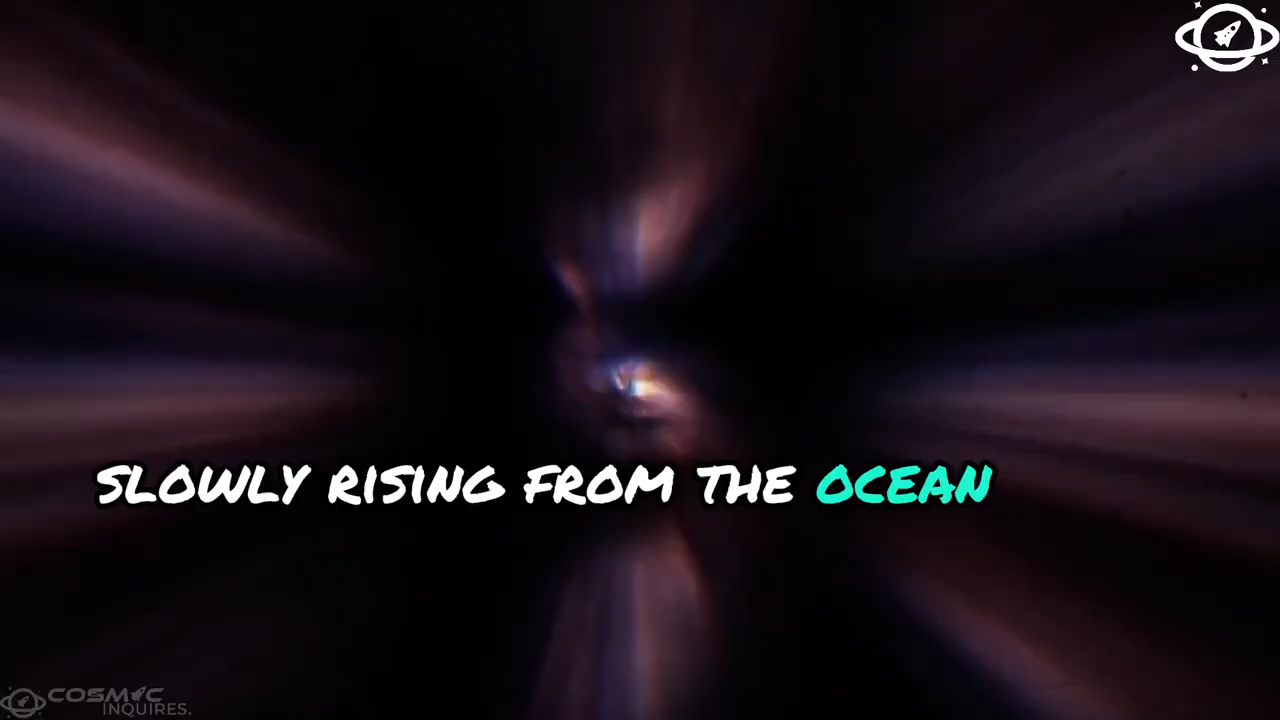 SLOWLY RISING FROM THE OCEAN
COSMIC
INQUIRES.